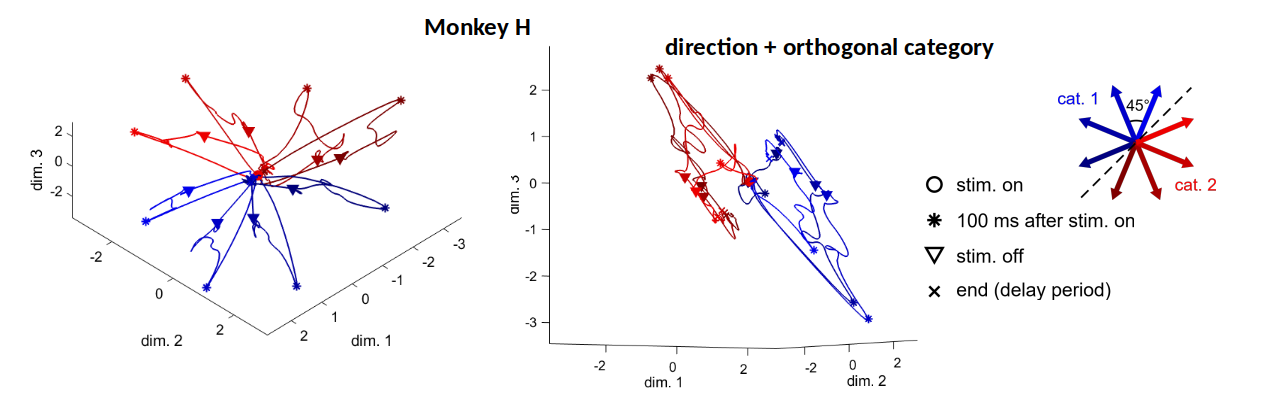 Monkey H
direction + orthogonal category
2
0
-2
dim. 3
-2
0
2
dim. 2
2
1
0
-1
-2
-3
dim. 1
2
1
0
-1
-2
-3
dim. 3
-2
0
2
dim. 1
-2
0
2
dim. 2
cat. 1
45°
cat. 2
stim. on
100 ms after stim. on
stim. off
end (delay period)